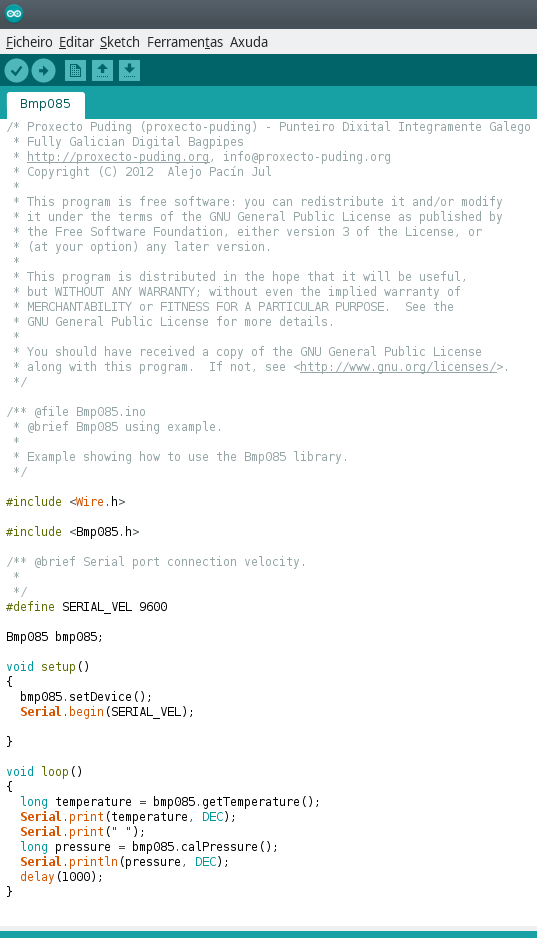 Ficheiro Editar Sketch Ferramentas Axuda
Bmp085
/* Proxecto Puding (proxecto-puding) - Punteiro Dixital Integramente Galego
 * Fully Galician Digital Bagpipes
 * http://proxecto-puding.org, info@proxecto-puding.org
 * Copyright (C) 2012  Alejo Pacín Jul
 *
 * This program is free software: you can redistribute it and/or modify
 * it under the terms of the GNU General Public License as published by
 * the Free Software Foundation, either version 3 of the License, or
 * (at your option) any later version.
 *
 * This program is distributed in the hope that it will be useful,
 * but WITHOUT ANY WARRANTY; without even the implied warranty of
 * MERCHANTABILITY or FITNESS FOR A PARTICULAR PURPOSE.  See the
 * GNU General Public License for more details.
 *
 * You should have received a copy of the GNU General Public License
 * along with this program.  If not, see <http://www.gnu.org/licenses/>.
 */

/** @file Bmp085.ino
 * @brief Bmp085 using example.
 *
 * Example showing how to use the Bmp085 library.
 */

#include <Wire.h>

#include <Bmp085.h>

/** @brief Serial port connection velocity.
 *
 */
#define SERIAL_VEL 9600

Bmp085 bmp085;

void setup()
{
  bmp085.setDevice();
  Serial.begin(SERIAL_VEL);

}

void loop()
{
  long temperature = bmp085.getTemperature();
  Serial.print(temperature, DEC);
  Serial.print(" ");
  long pressure = bmp085.calPressure();
  Serial.println(pressure, DEC);
  delay(1000);
}